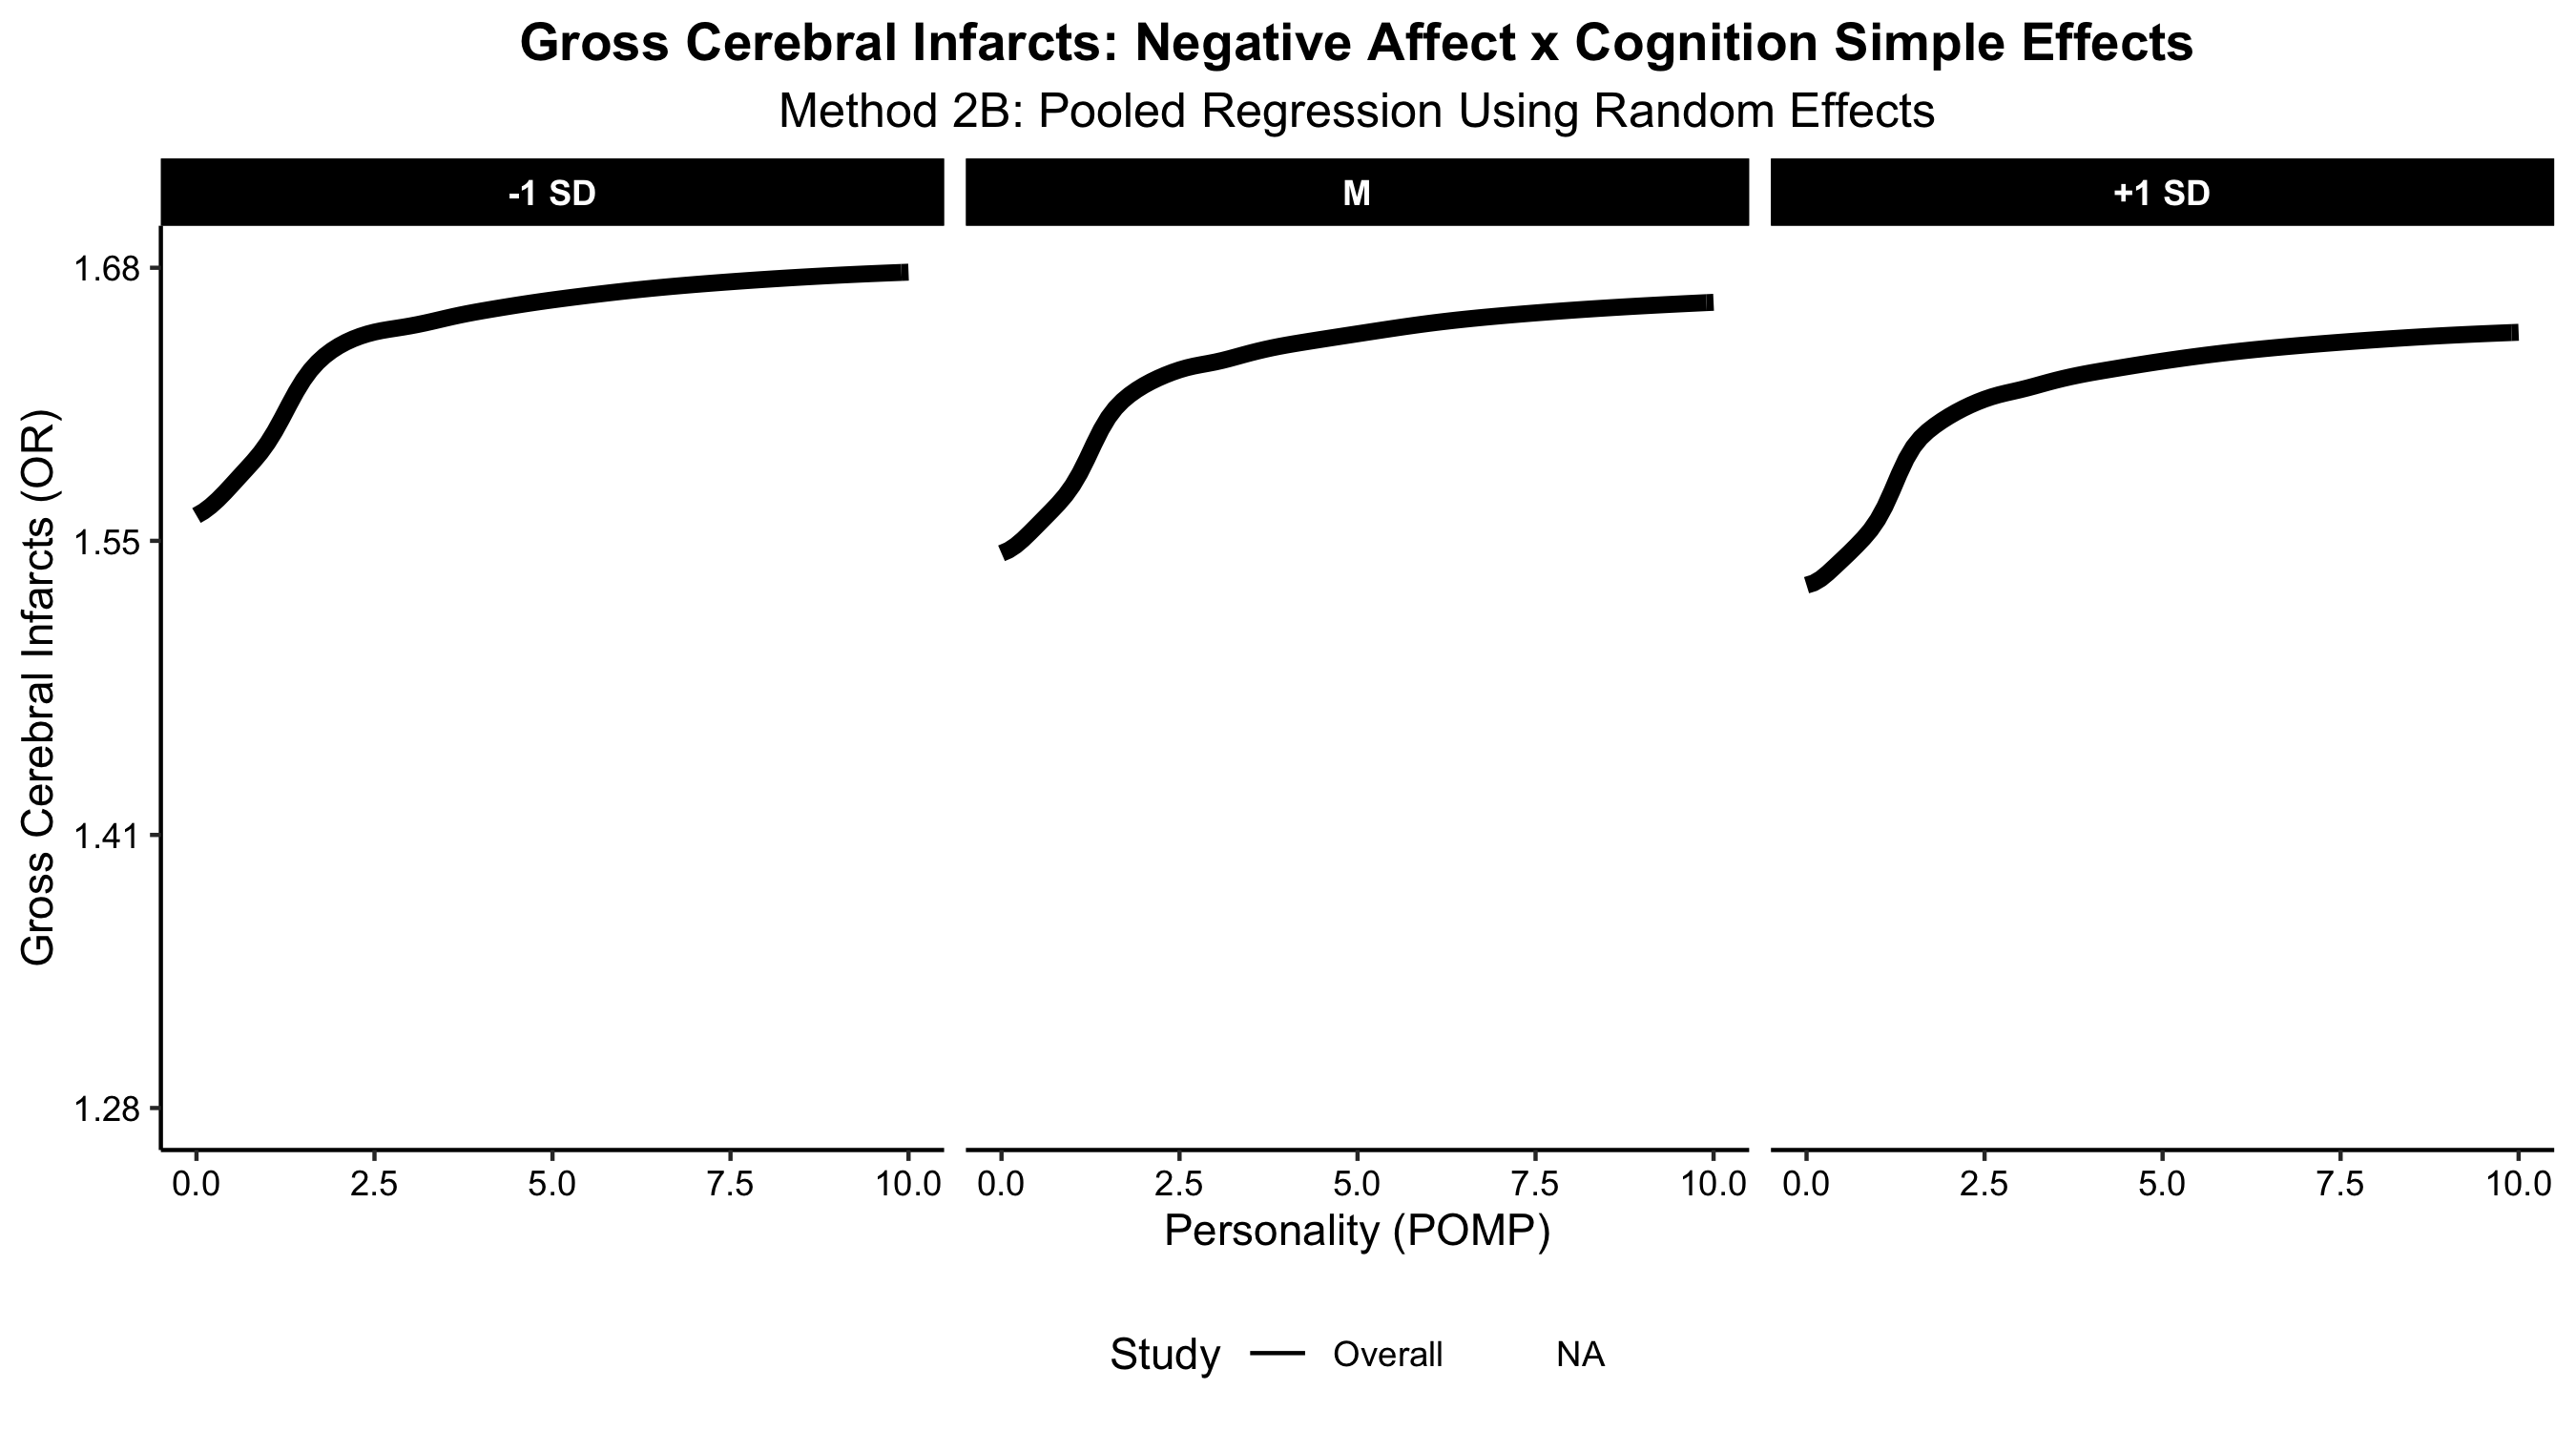 Gross Cerebral Infarcts: Negative Affect x Cognition Simple Effects
Method 2B: Pooled Regression Using Random Effects
-1 SD
M
+1 SD
Gross Cerebral Infarcts (OR)
1.68
1.55
1.41
1.28
0.0 2.5 5.0 7.5 10.0
0.0 2.5 5.0 7.5 10.0
0.0 2.5 5.0 7.5 10.0
Personality (POMP)
Study Overall NA